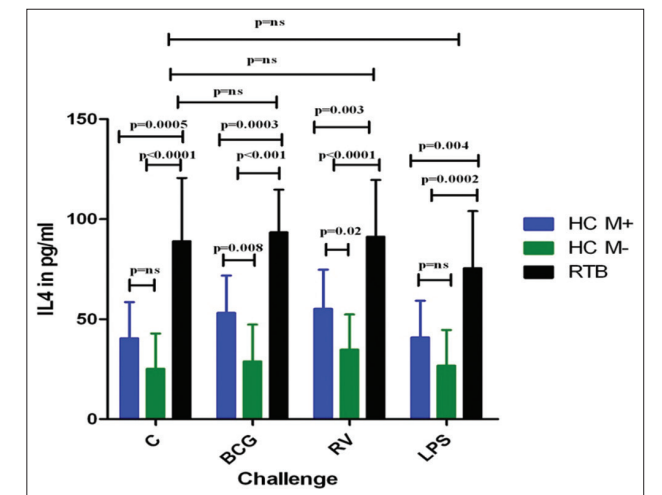 p=ns
p=ns
p=ns
p=0.0005
p<0.0001
p=ns
p=0.0003
p<0.001
p=0.008
p=0.003
p<0.0001
p=0.02
p=0.004
p=0.0002
p=ns
150
100
50
0
IL4 in pg/ml
C
BCG
RV
LPS
Challenge
HC M+
HC M-
RTB